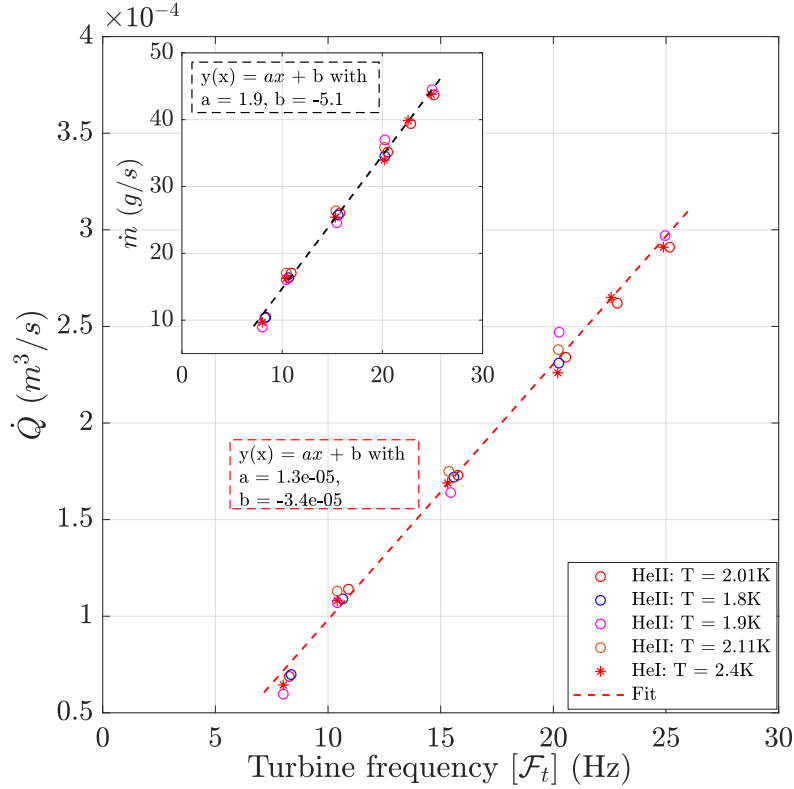 ×10⁻⁴
4
3.5
3
2.5
2
1.5
1
0.5
Q̇ (m³/s)
0 5 10 15 20 25 30
Turbine frequency [ℱₜ] (Hz)
50
40
30
20
10
ṁ (g/s)
0 10 20 30
y(x) = ax + b with
a = 1.9, b = -5.1
y(x) = ax + b with
a = 1.3e-05,
b = -3.4e-05
HeII: T = 2.01K
HeII: T = 1.8K
HeII: T = 1.9K
HeII: T = 2.11K
HeI: T = 2.4K
Fit